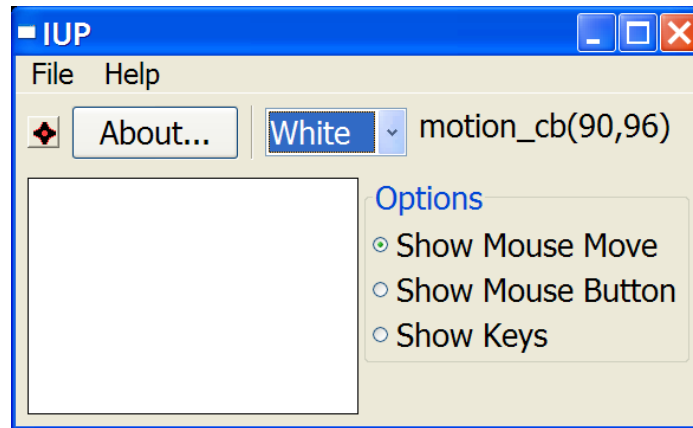 IUP
File Help
About... White motion_cb(90,96)
Options
Show Mouse Move
Show Mouse Button
Show Keys